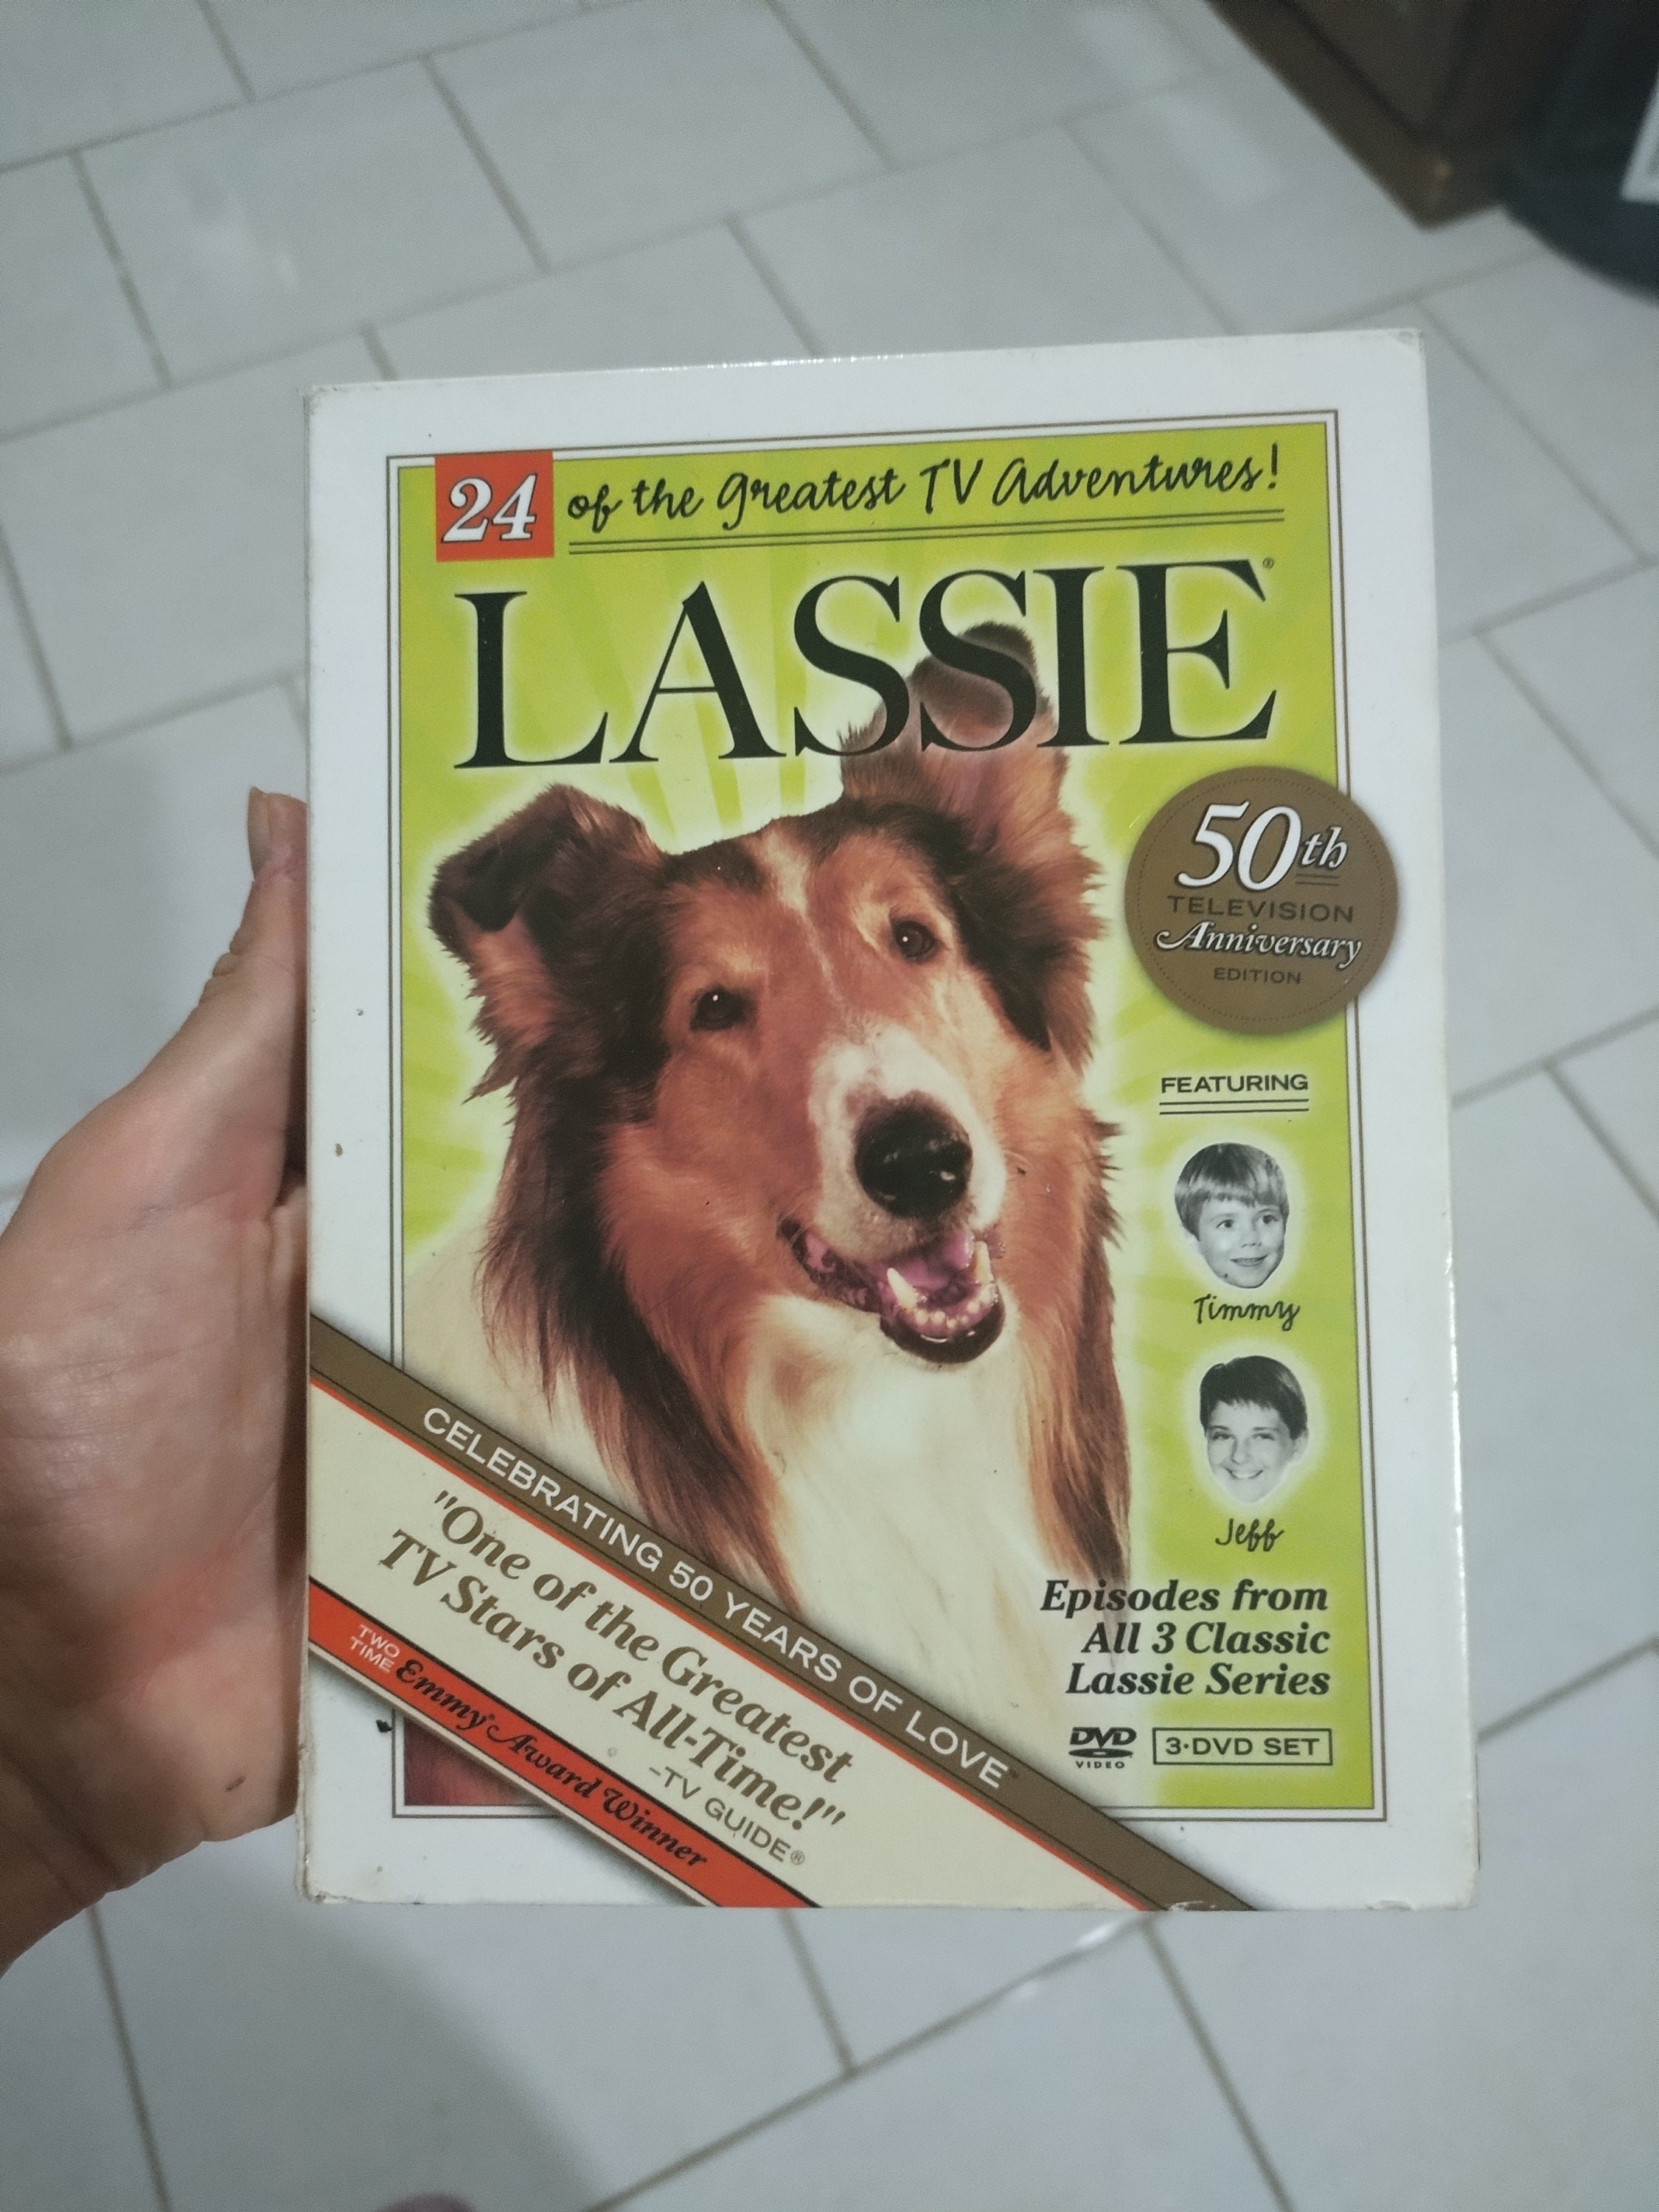 24 of the Greatest TV Adventures!
LASSIE®
50th
TELEVISION
Anniversary
EDITION
FEATURING
Timmy
Jeff
Episodes from
All 3 Classic
Lassie Series
DVD
VIDEO
3·DVD SET
CELEBRATING 50 YEARS OF LOVE™
"One of the Greatest
TV Stars of All-Time!"
–TV GUIDE®
TWO TIME Emmy® Award Winner